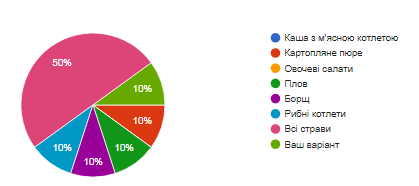 50%
10%
10%
10%
10%
10%
Каша з м'ясною котлетою
Картопляне пюре
Овочеві салати
Плов
Борщ
Рибні котлети
Всі страви
Ваш варіант